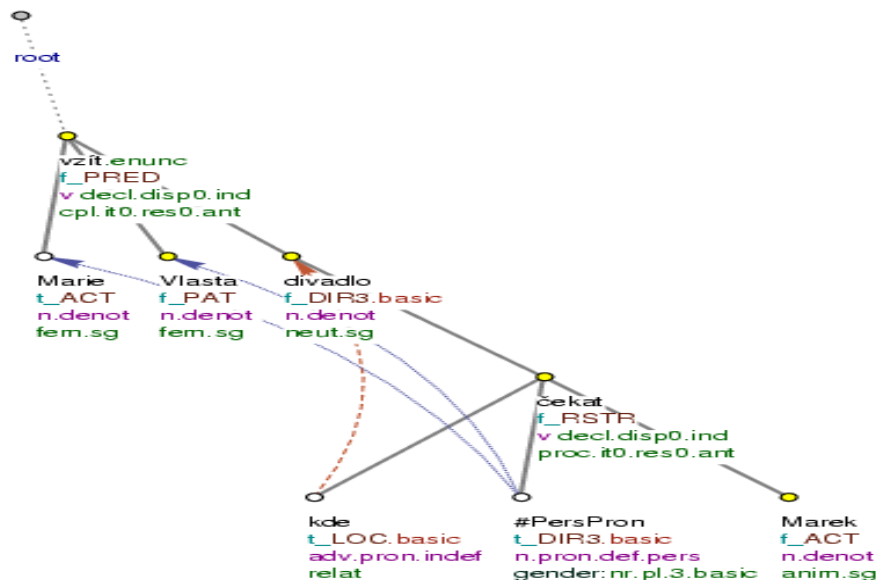 root
vzít.enunc
f_PRED
v decl.disp0.ind
cpl.it0.res0.ant
Marie
t_ACT
n.denot
fem.sg
Vlasta
f_PAT
n.denot
fem.sg
divadlo
f_DIR3.basic
n.denot
neut.sg
čekat
f_RSTR
v decl.disp0.ind
proc.it0.res0.ant
kde
t_LOC.basic
adv.pron.indef
relat
#PersPron
t_DIR3.basic
n.pron.def.pers
gender:nr.pl.3.basic
Marek
f_ACT
n.denot
anim.sg